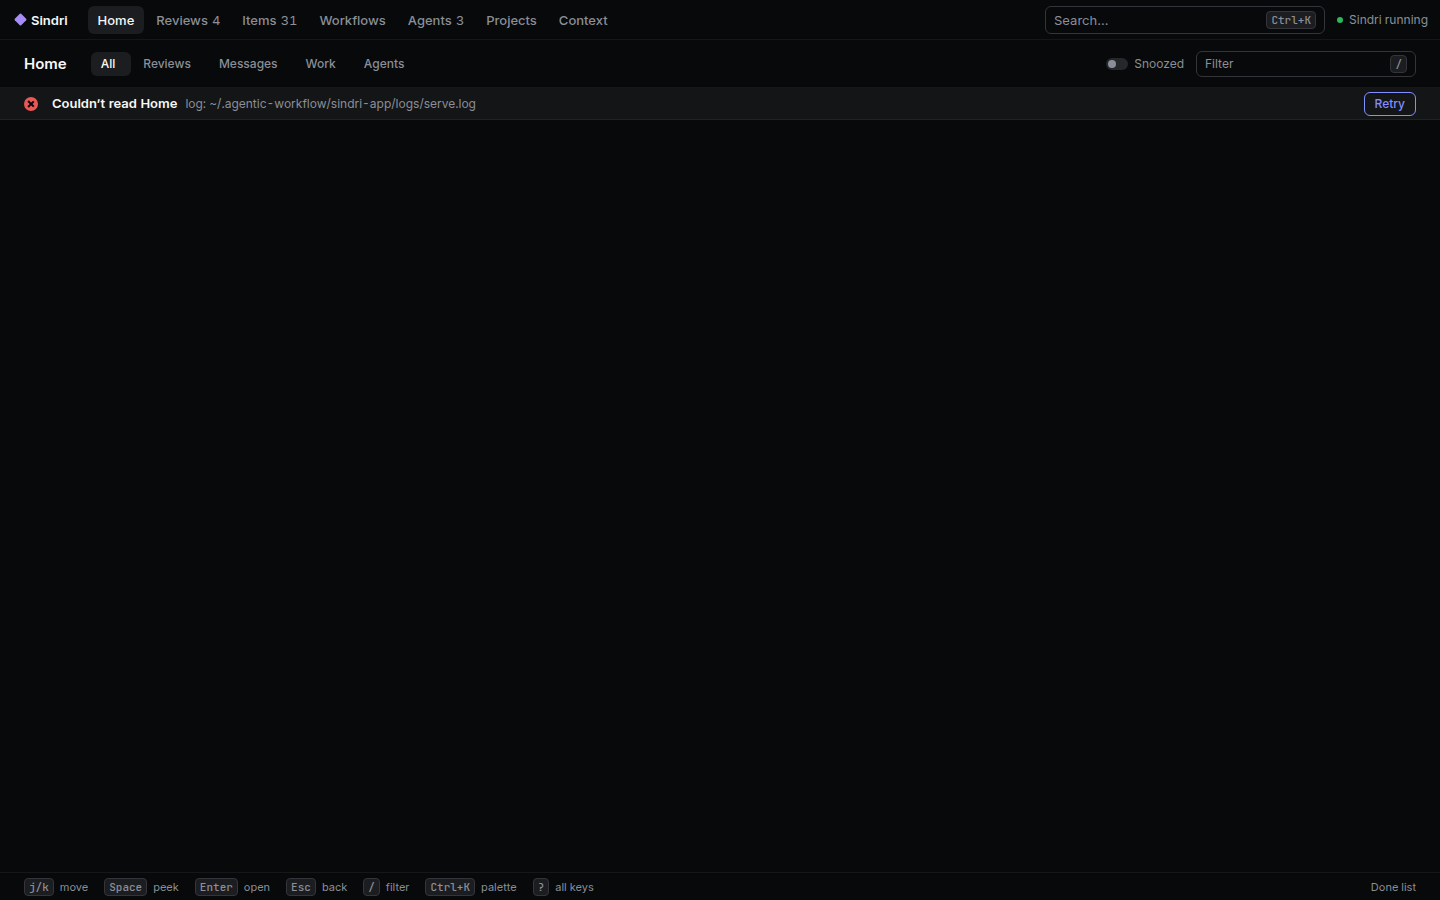 Sindri Home Reviews 4 Items 31 Workflows Agents 3 Projects Context Search... Ctrl+K Sindri running
Home All Reviews Messages Work Agents Snoozed Filter /
Couldn't read Home log: ~/.agentic-workflow/sindri-app/logs/serve.log Retry
j/k move Space peek Enter open Esc back / filter Ctrl+K palette ? all keys Done list